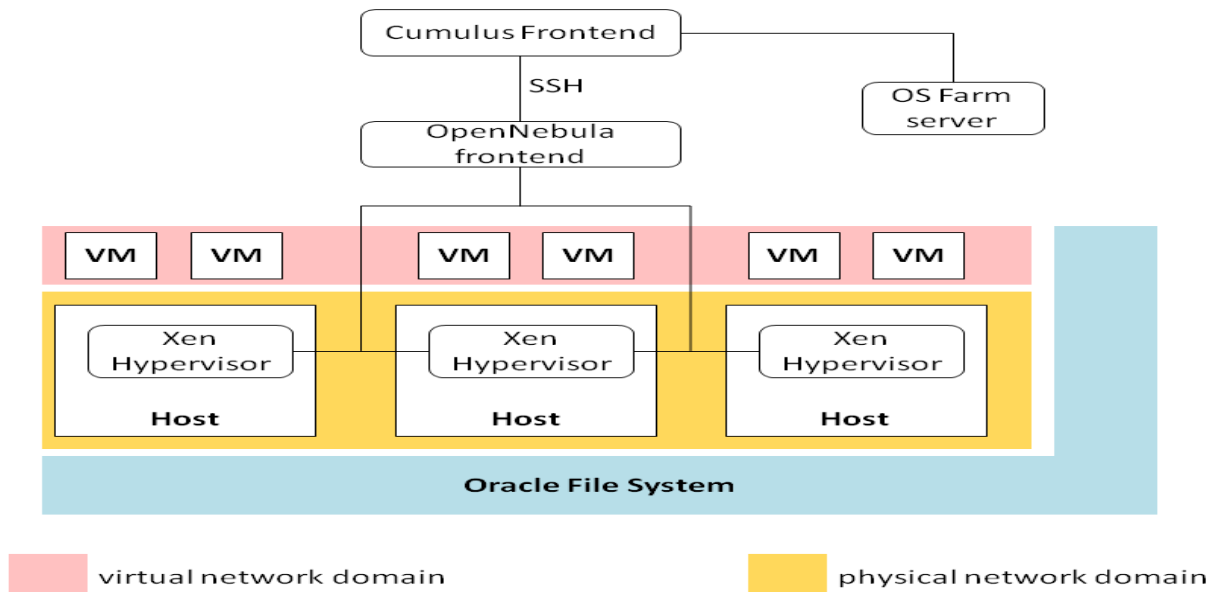 Cumulus Frontend
SSH
OS Farm
server
OpenNebula
frontend
VM VM VM VM VM VM
Xen
Hypervisor
Xen
Hypervisor
Xen
Hypervisor
Host Host Host
Oracle File System
virtual network domain
physical network domain